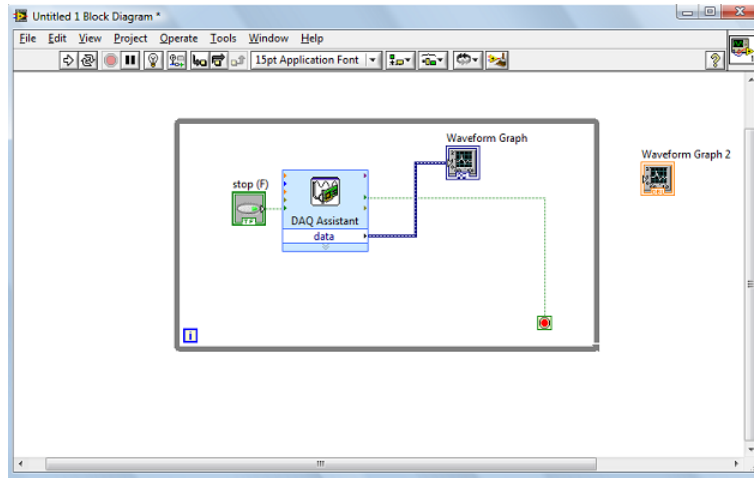 Untitled 1 Block Diagram *
File Edit View Project Operate Tools Window Help
15pt Application Font
Waveform Graph
Waveform Graph 2
stop (F)
TF
DAQ Assistant
data
i